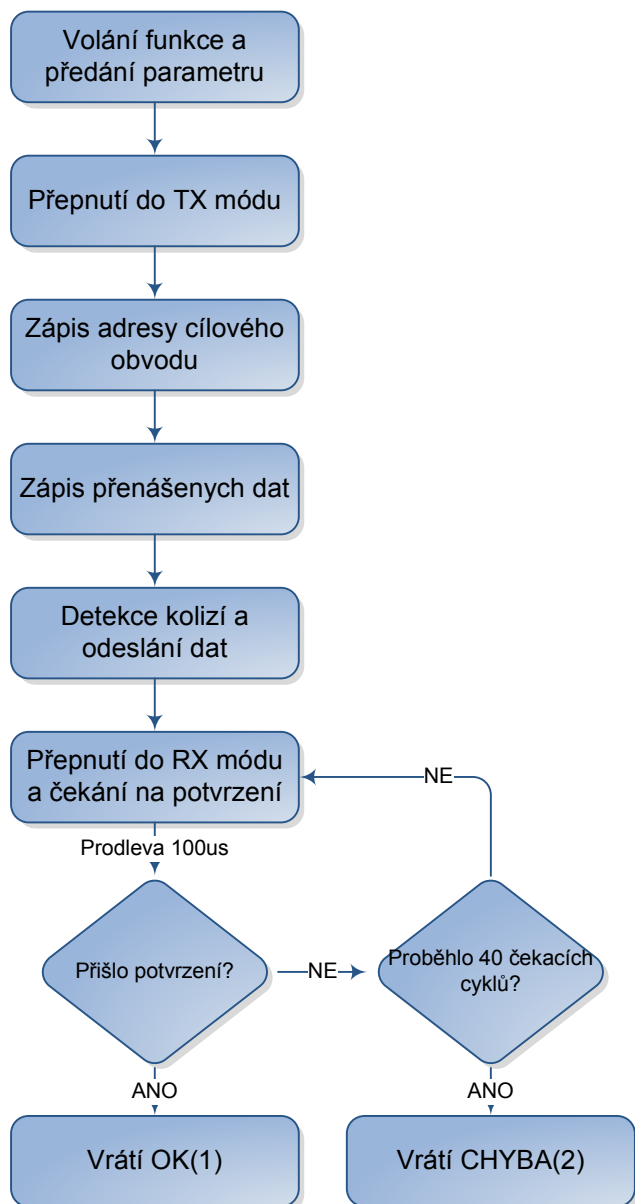 Volání funkce a
předání parametru
Přepnutí do TX módu
Zápis adresy cílového
obvodu
Zápis přenášenych dat
Detekce kolizí a
odeslání dat
Přepnutí do RX módu
a čekání na potvrzení
NE
Prodleva 100us
Přišlo potvrzení?
NE
Proběhlo 40 čekacích
cyklů?
ANO
ANO
Vrátí OK(1)
Vrátí CHYBA(2)